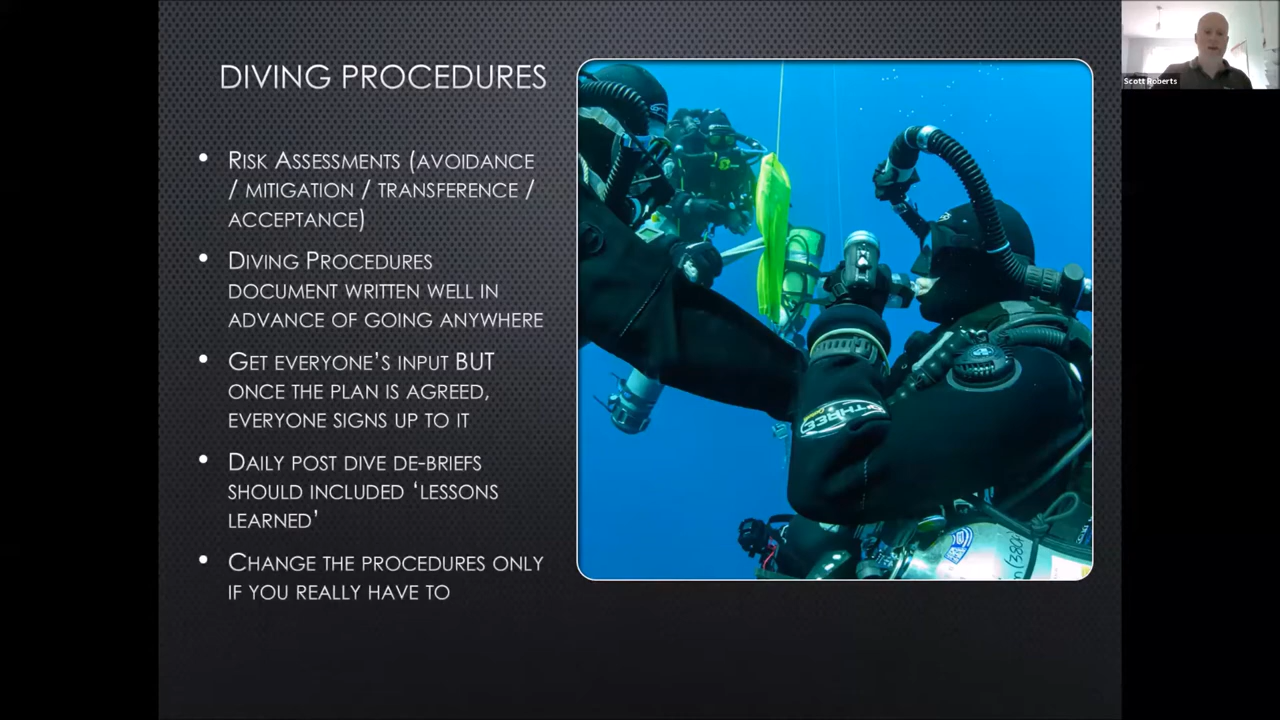 DIVING PROCEDURES
• RISK ASSESSMENTS (AVOIDANCE
/ MITIGATION / TRANSFERENCE /
ACCEPTANCE)
• DIVING PROCEDURES
DOCUMENT WRITTEN WELL IN
ADVANCE OF GOING ANYWHERE
• GET EVERYONE'S INPUT BUT
ONCE THE PLAN IS AGREED,
EVERYONE SIGNS UP TO IT
• DAILY POST DIVE DE-BRIEFS
SHOULD INCLUDED ‘LESSONS
LEARNED’
• CHANGE THE PROCEDURES ONLY
IF YOU REALLY HAVE TO
Scott Roberts
O'THREE